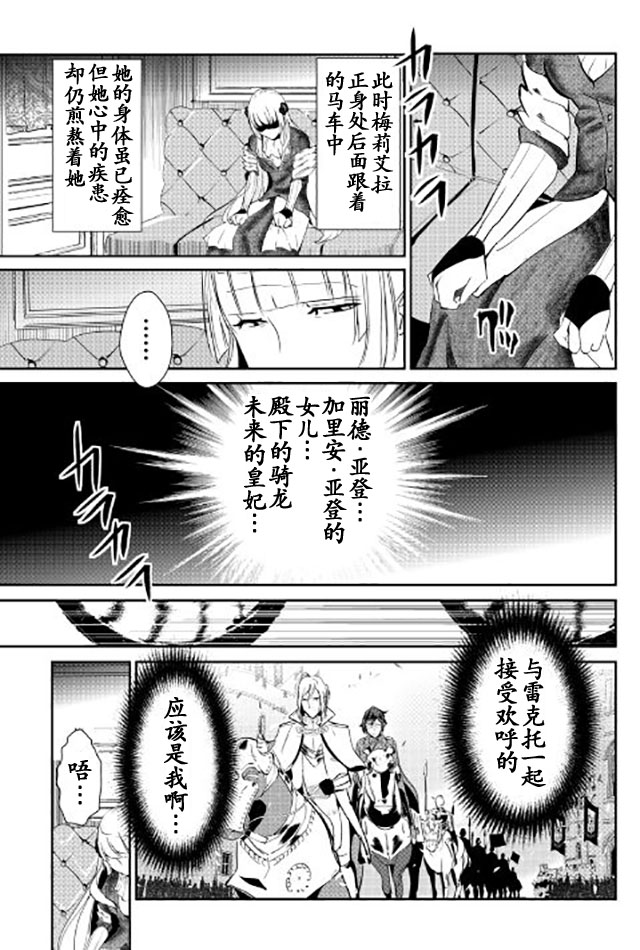 ガラ
ガラ
此时梅莉艾拉
正身处后面跟着
的马车中
她的身体虽已痊愈
但她心中的疾患
却仍煎熬着她
グッ
…
丽德·亚登…
加里安·亚登的
女儿…
殿下的骑龙
未来的皇妃…
ガラ
ガラ
与雷克托一起
接受欢呼的
应该是我啊…
唔…